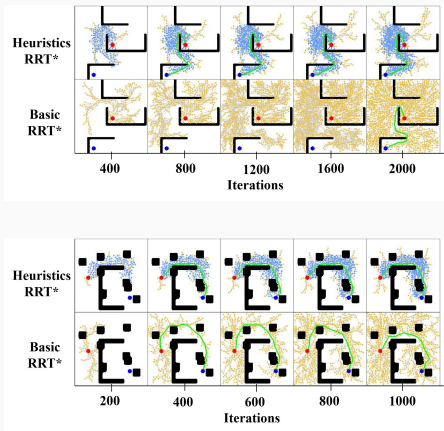 Heuristics
RRT*
Basic
RRT*
400 800 1200 1600 2000
Iterations
Heuristics
RRT*
Basic
RRT*
200 400 600 800 1000
Iterations